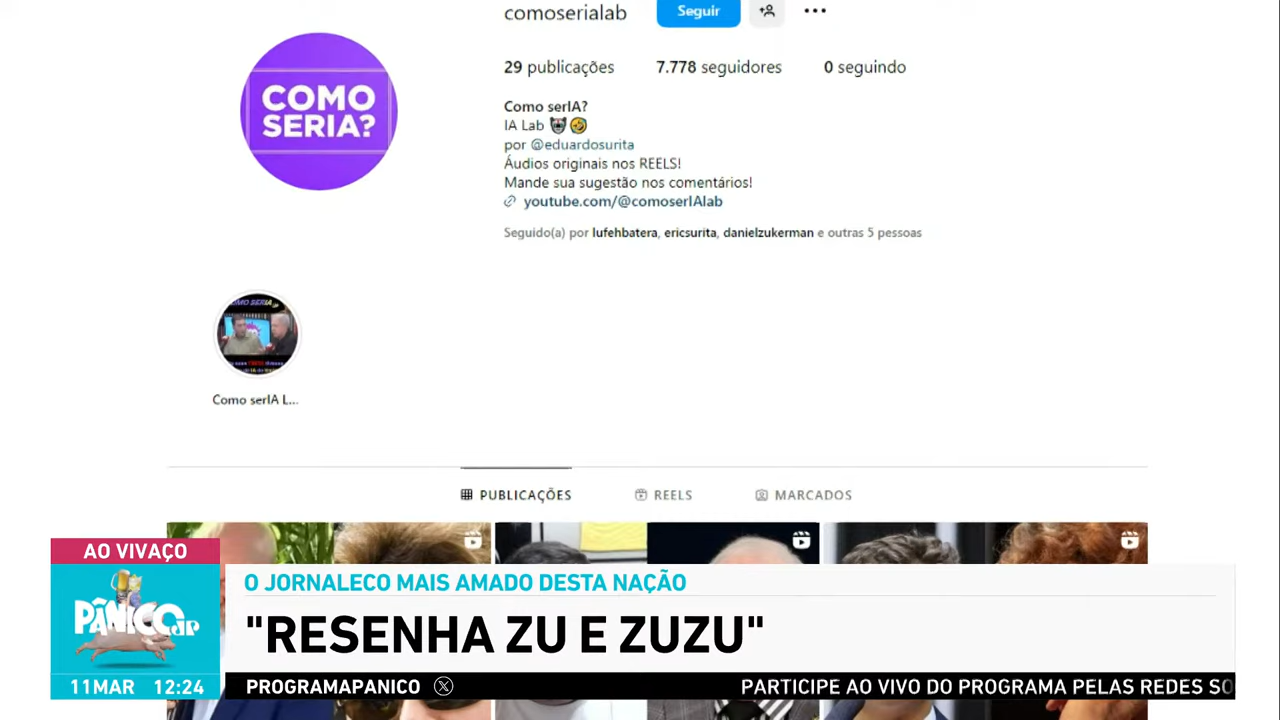 comoserialab
Seguir
29 publicações 7.778 seguidores 0 seguindo
COMO
SERIA?
Como serIA?
IA Lab
por @eduardosurita
Áudios originais nos REELS!
Mande sua sugestão nos comentários!
youtube.com/@comoserIAlab
Seguido(a) por lufehbatera, ericsurita, danielzukerman e outras 5 pessoas
COMO SERIA
Como serIA L...
PUBLICAÇÕES REELS MARCADOS
AO VIVAÇO
PÂNICO JP
11MAR 12:24
O JORNALECO MAIS AMADO DESTA NAÇÃO
"RESENHA ZU E ZUZU"
PROGRAMAPANICO
PARTICIPE AO VIVO DO PROGRAMA PELAS REDES SO